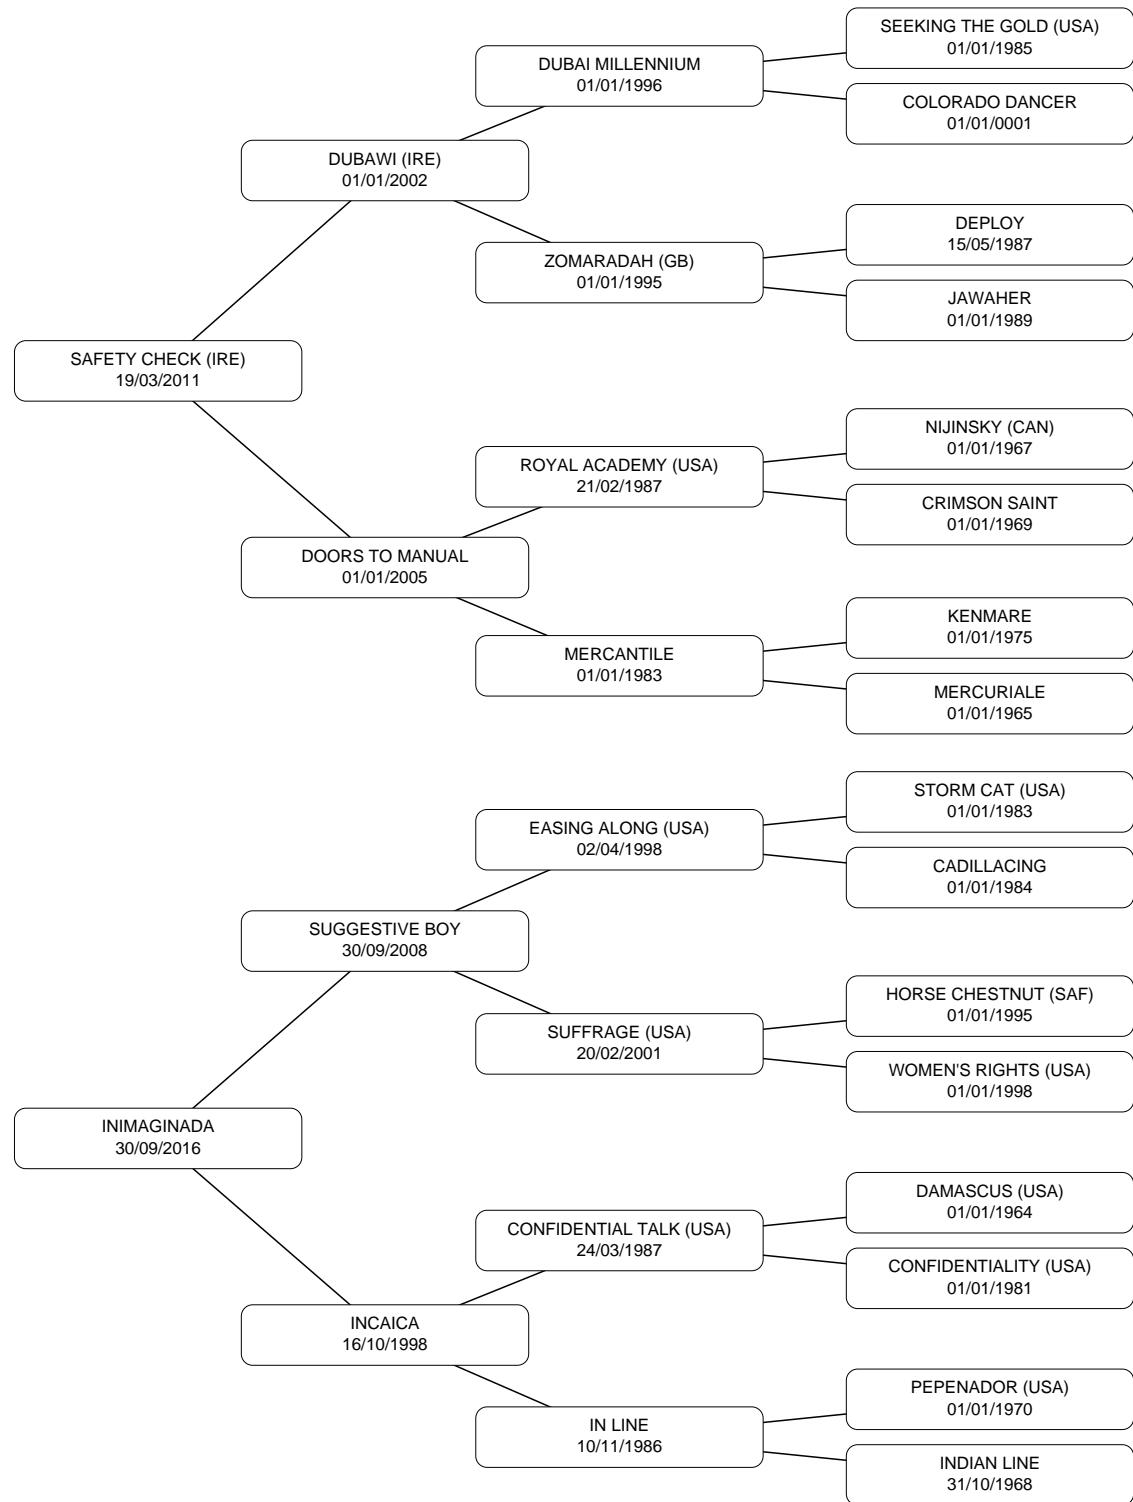 SEEKING THE GOLD (USA)
01/01/1985
DUBAI MILLENNIUM
01/01/1996
COLORADO DANCER
01/01/0001
DUBAWI (IRE)
01/01/2002
DEPLOY
15/05/1987
ZOMARADAH (GB)
01/01/1995
JAWAHER
01/01/1989
SAFETY CHECK (IRE)
19/03/2011
NIJINSKY (CAN)
01/01/1967
ROYAL ACADEMY (USA)
21/02/1987
CRIMSON SAINT
01/01/1969
DOORS TO MANUAL
01/01/2005
KENMARE
01/01/1975
MERCANTILE
01/01/1983
MERCURIALE
01/01/1965
STORM CAT (USA)
01/01/1983
EASING ALONG (USA)
02/04/1998
CADILLACING
01/01/1984
SUGGESTIVE BOY
30/09/2008
HORSE CHESTNUT (SAF)
01/01/1995
SUFFRAGE (USA)
20/02/2001
WOMEN'S RIGHTS (USA)
01/01/1998
INIMAGINADA
30/09/2016
DAMASCUS (USA)
01/01/1964
CONFIDENTIAL TALK (USA)
24/03/1987
CONFIDENTIALITY (USA)
01/01/1981
INCAICA
16/10/1998
PEPENADOR (USA)
01/01/1970
IN LINE
10/11/1986
INDIAN LINE
31/10/1968